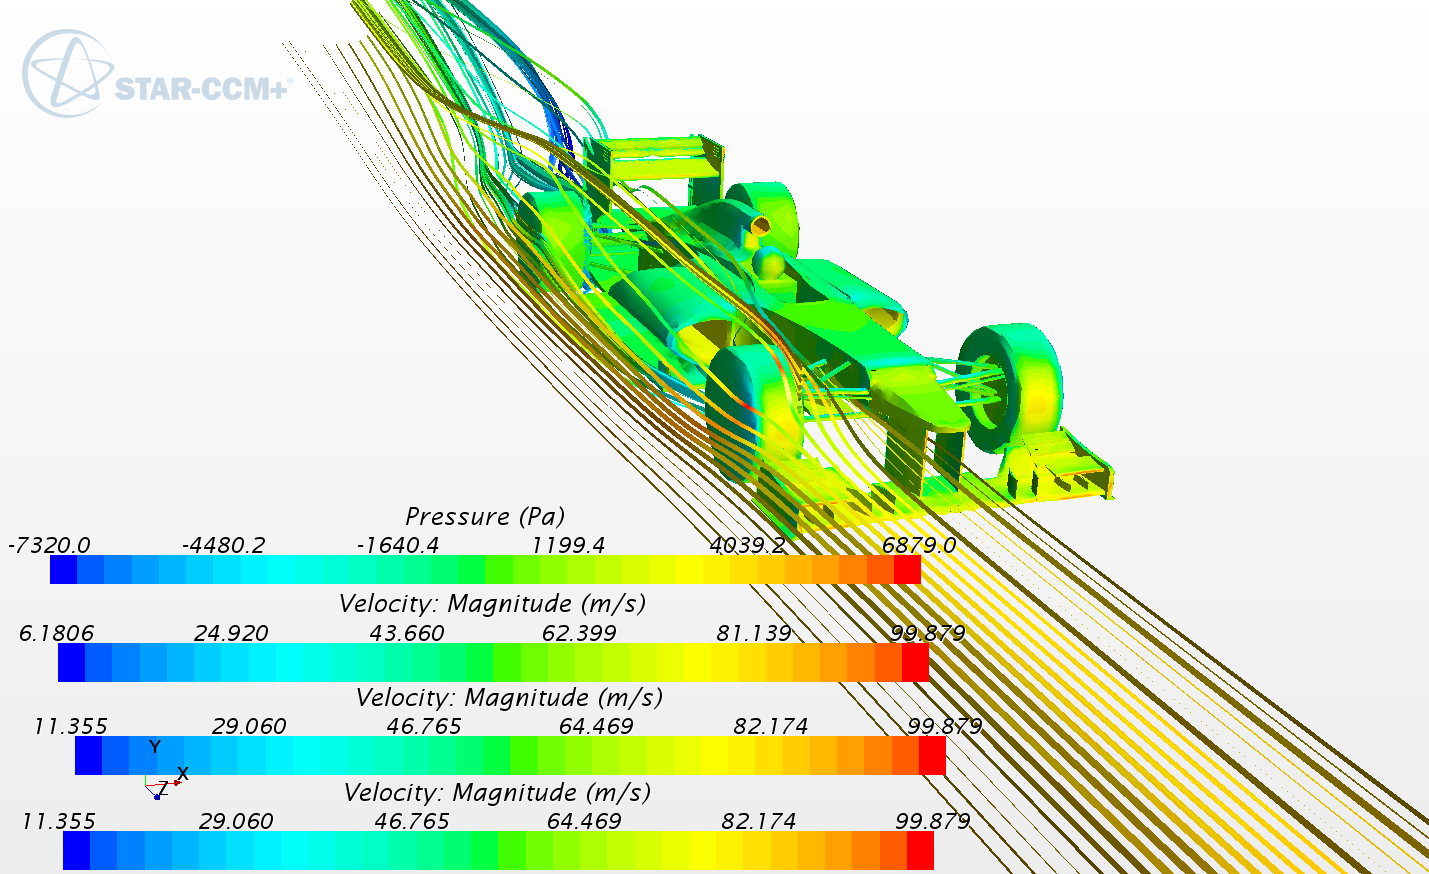 STAR-CCM+
Pressure (Pa)
-7320.0 -4480.2 -1640.4 1199.4 4039.2 6879.0
Velocity: Magnitude (m/s)
6.1806 24.920 43.660 62.399 81.139 99.879
Velocity: Magnitude (m/s)
11.355 29.060 46.765 64.469 82.174 99.879
Y
X
Z
Velocity: Magnitude (m/s)
11.355 29.060 46.765 64.469 82.174 99.879